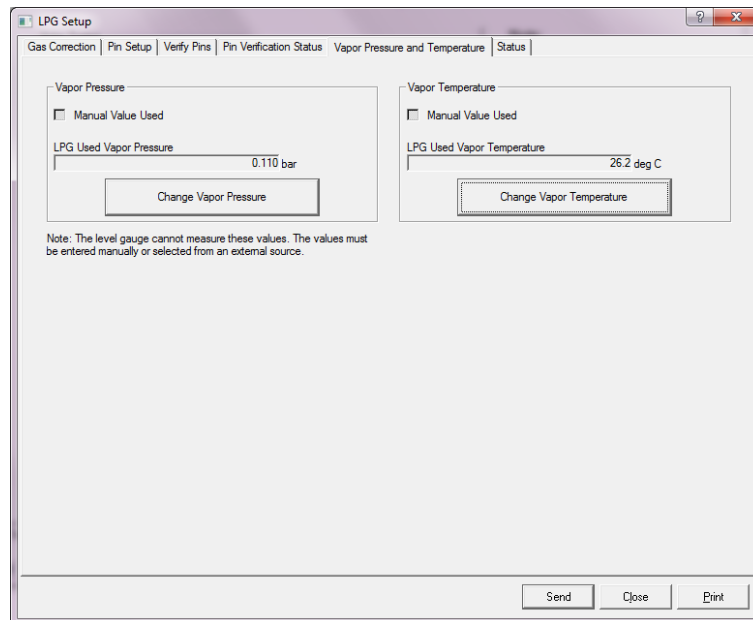 LPG Setup
Gas Correction
Pin Setup
Verify Pins
Pin Verification Status
Vapor Pressure and Temperature
Status
Vapor Pressure
Manual Value Used
LPG Used Vapor Pressure
0.110 bar
Change Vapor Pressure
Vapor Temperature
Manual Value Used
LPG Used Vapor Temperature
26.2 deg C
Change Vapor Temperature
Note: The level gauge cannot measure these values. The values must
be entered manually or selected from an external source.
Send
Close
Print